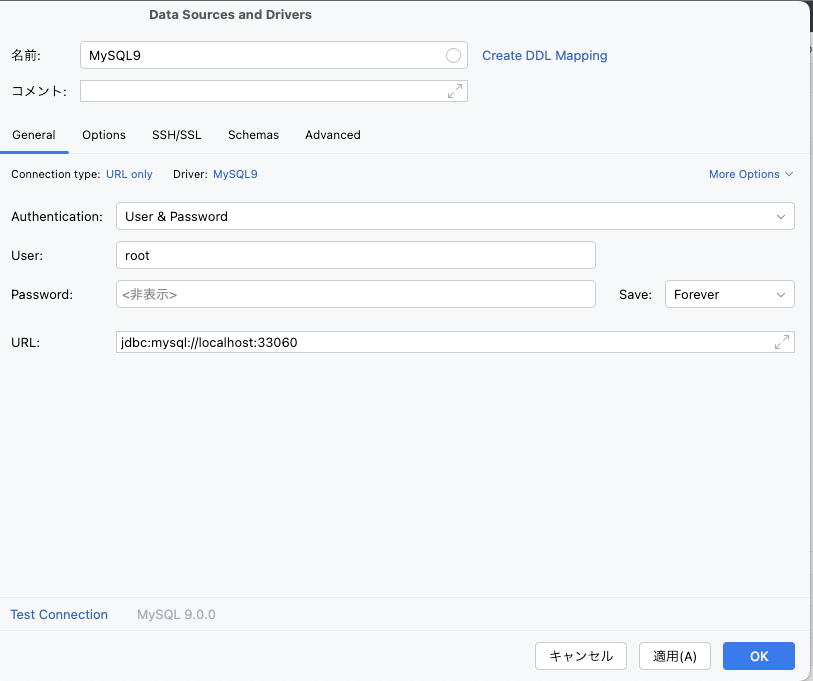 Data Sources and Drivers
名前: MySQL9 Create DDL Mapping
コメント:
General Options SSH/SSL Schemas Advanced
Connection type: URL only Driver: MySQL9 More Options
Authentication: User & Password
User: root
Password: <非表示> Save: Forever
URL: jdbc:mysql://localhost:33060
Test Connection MySQL 9.0.0
キャンセル 適用(A) OK